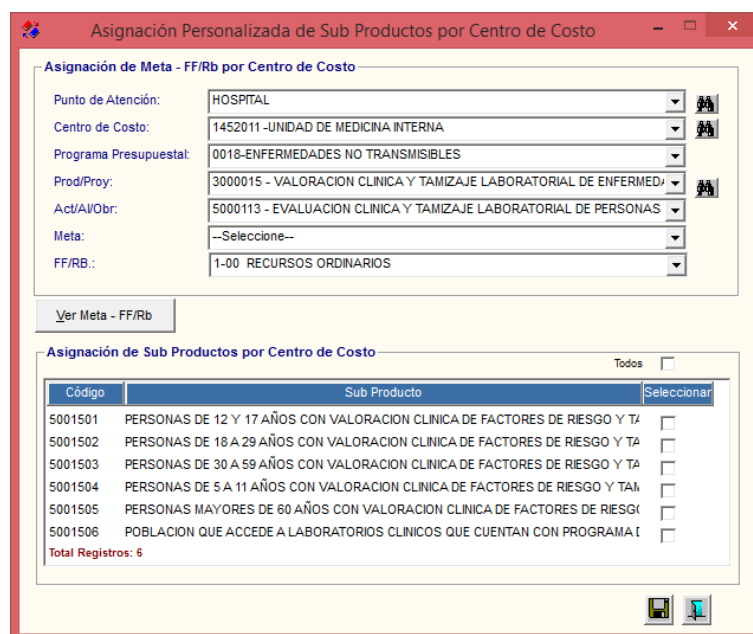 Asignación Personalizada de Sub Productos por Centro de Costo
Asignación de Meta - FF/Rb por Centro de Costo
Punto de Atención: HOSPITAL
Centro de Costo: 1452011 -UNIDAD DE MEDICINA INTERNA
Programa Presupuestal: 0018-ENFERMEDADES NO TRANSMISIBLES
Prod/Proy: 3000015 - VALORACION CLINICA Y TAMIZAJE LABORATORIAL DE ENFERMEDA
Act/AI/Obr: 5000113 - EVALUACION CLINICA Y TAMIZAJE LABORATORIAL DE PERSONAS
Meta: --Seleccione--
FF/RB.: 1-00 RECURSOS ORDINARIOS
Ver Meta - FF/Rb
Asignación de Sub Productos por Centro de Costo
Todos
Código Sub Producto Seleccionar
5001501 PERSONAS DE 12 Y 17 AÑOS CON VALORACION CLINICA DE FACTORES DE RIESGO Y TA
5001502 PERSONAS DE 18 A 29 AÑOS CON VALORACION CLINICA DE FACTORES DE RIESGO Y TA
5001503 PERSONAS DE 30 A 59 AÑOS CON VALORACION CLINICA DE FACTORES DE RIESGO Y TA
5001504 PERSONAS DE 5 A 11 AÑOS CON VALORACION CLINICA DE FACTORES DE RIESGO Y TAM
5001505 PERSONAS MAYORES DE 60 AÑOS CON VALORACION CLINICA DE FACTORES DE RIESGO
5001506 POBLACION QUE ACCEDE A LABORATORIOS CLINICOS QUE CUENTAN CON PROGRAMA D
Total Registros: 6